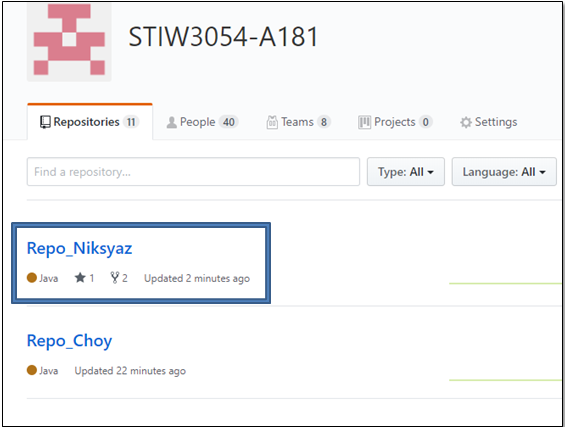 STIW3054-A181
Repositories 11 People 40 Teams 8 Projects 0 Settings
Find a repository... Type: All Language: All
Repo_Niksyaz
Java 1 2 Updated 2 minutes ago
Repo_Choy
Java Updated 22 minutes ago